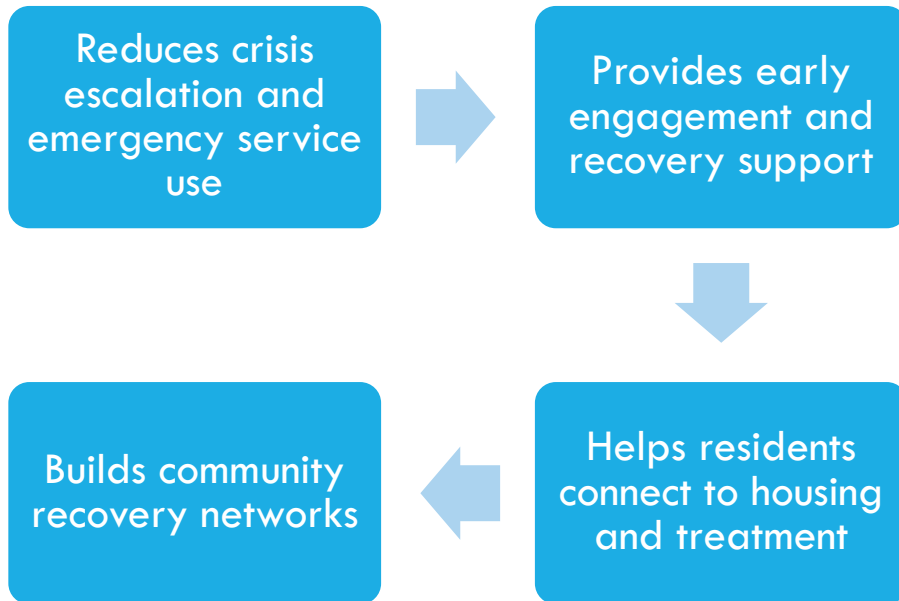 Reduces crisis
escalation and
emergency service
use
Provides early
engagement and
recovery support
Helps residents
connect to housing
and treatment
Builds community
recovery networks